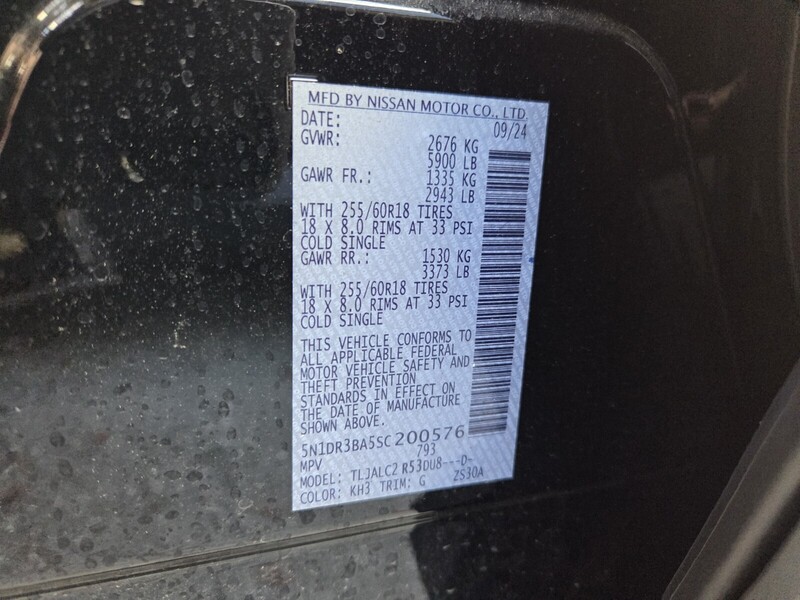 MFD BY NISSAN MOTOR CO., LTD.
DATE: 09/24
GVWR: 2676 KG
5900 LB
GAWR FR.: 1335 KG
2943 LB
WITH 255/60R18 TIRES
18 X 8.0 RIMS AT 33 PSI
COLD SINGLE
GAWR RR.: 1530 KG
3373 LB
WITH 255/60R18 TIRES
18 X 8.0 RIMS AT 33 PSI
COLD SINGLE
THIS VEHICLE CONFORMS TO
ALL APPLICABLE FEDERAL
MOTOR VEHICLE SAFETY AND
THEFT PREVENTION
STANDARDS IN EFFECT ON
THE DATE OF MANUFACTURE
SHOWN ABOVE.
5N1DR3BA5SC200576
MPV 793
MODEL: TLJALC2 R53DU8---D-
COLOR: KH3 TRIM: G ZS30A